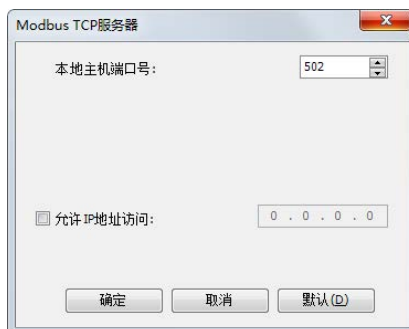 Modbus TCP服务器
本地主机端口号:
502
允许IP地址访问:
0 . 0 . 0 . 0
确定
取消
默认(D)